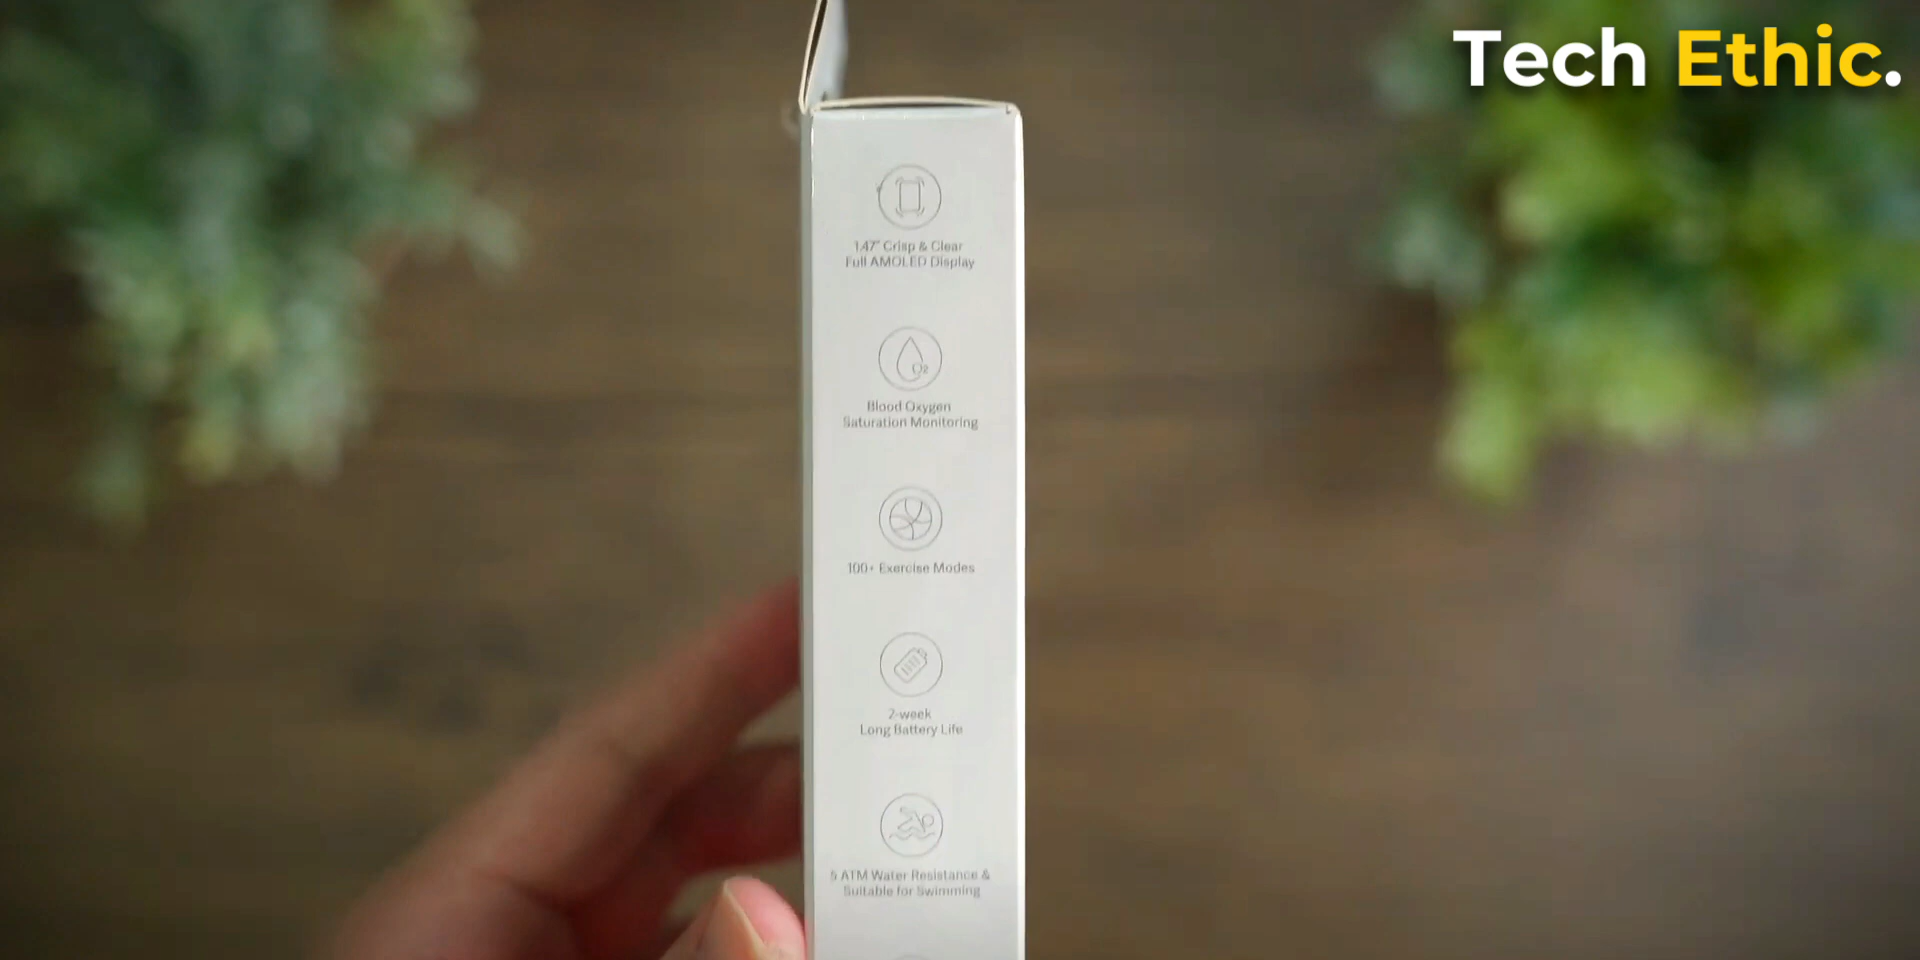 Tech Ethic.
1.47" Crisp & Clear
Full AMOLED Display
O2
Blood Oxygen
Saturation Monitoring
100+ Exercise Modes
2-week
Long Battery Life
5 ATM Water Resistance &
Suitable for Swimming